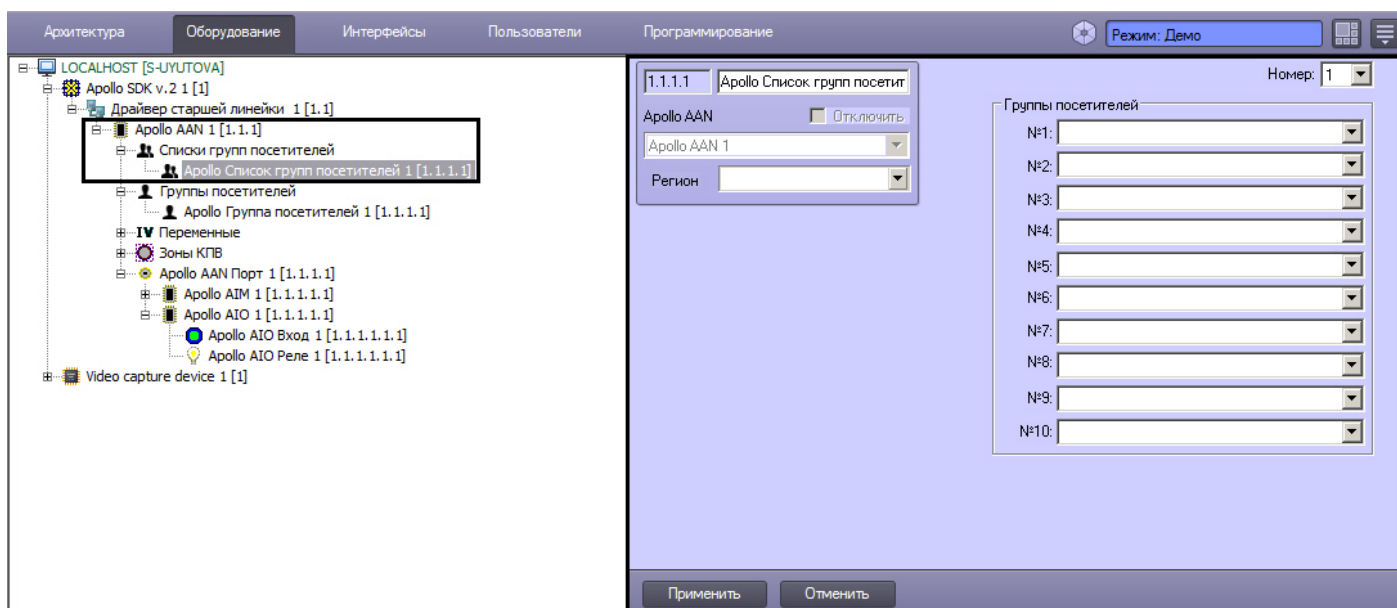 Архитектура Оборудование Интерфейсы Пользователи Программирование Режим: Демо
LOCALHOST [S-UYUTOVA]
Apollo SDK v.2 1 [1]
Драйвер старшей линейки 1 [1.1]
Apollo AAN 1 [1.1.1]
Списки групп посетителей
Apollo Список групп посетителей 1 [1.1.1.1]
Группы посетителей
Apollo Группа посетителей 1 [1.1.1.1]
Переменные
Зоны КПВ
Apollo AAN Порт 1 [1.1.1.1]
Apollo AIM 1 [1.1.1.1.1]
Apollo AIO 1 [1.1.1.1.1]
Apollo AIO Вход 1 [1.1.1.1.1.1]
Apollo AIO Реле 1 [1.1.1.1.1.1]
Video capture device 1 [1]
1.1.1.1 Apollo Список групп посетит
Apollo AAN Отключить
Apollo AAN 1
Регион
Номер: 1
Группы посетителей
№1:
№2:
№3:
№4:
№5:
№6:
№7:
№8:
№9:
№10:
Применить Отменить